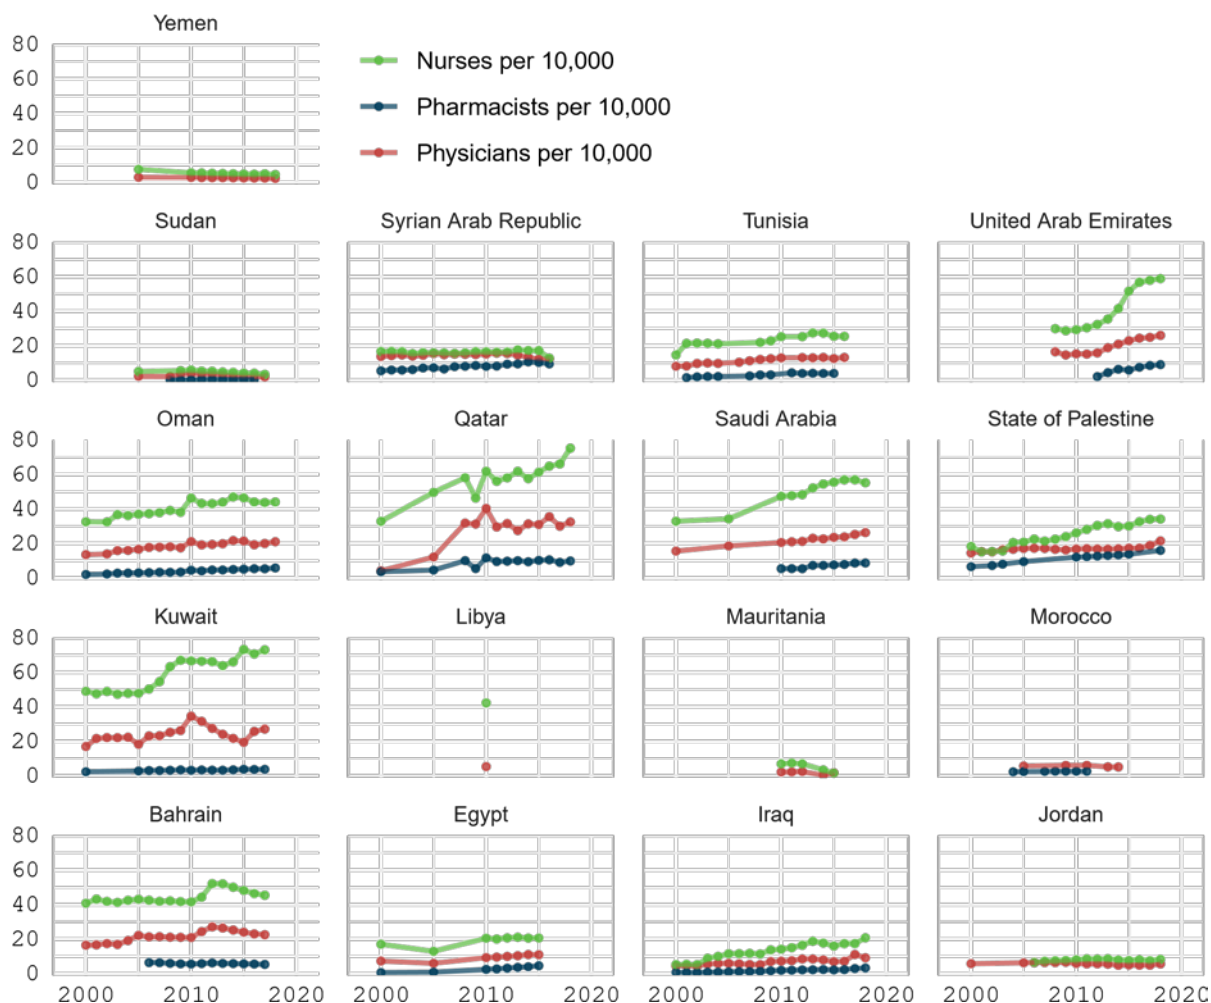 Yemen
80
60
40
20
0
Nurses per 10,000
Pharmacists per 10,000
Physicians per 10,000
Sudan Syrian Arab Republic Tunisia United Arab Emirates
80
60
40
20
0
Oman Qatar Saudi Arabia State of Palestine
80
60
40
20
0
Kuwait Libya Mauritania Morocco
80
60
40
20
0
Bahrain Egypt Iraq Jordan
80
60
40
20
0
2000 2010 2020 2000 2010 2020 2000 2010 2020 2000 2010 2020